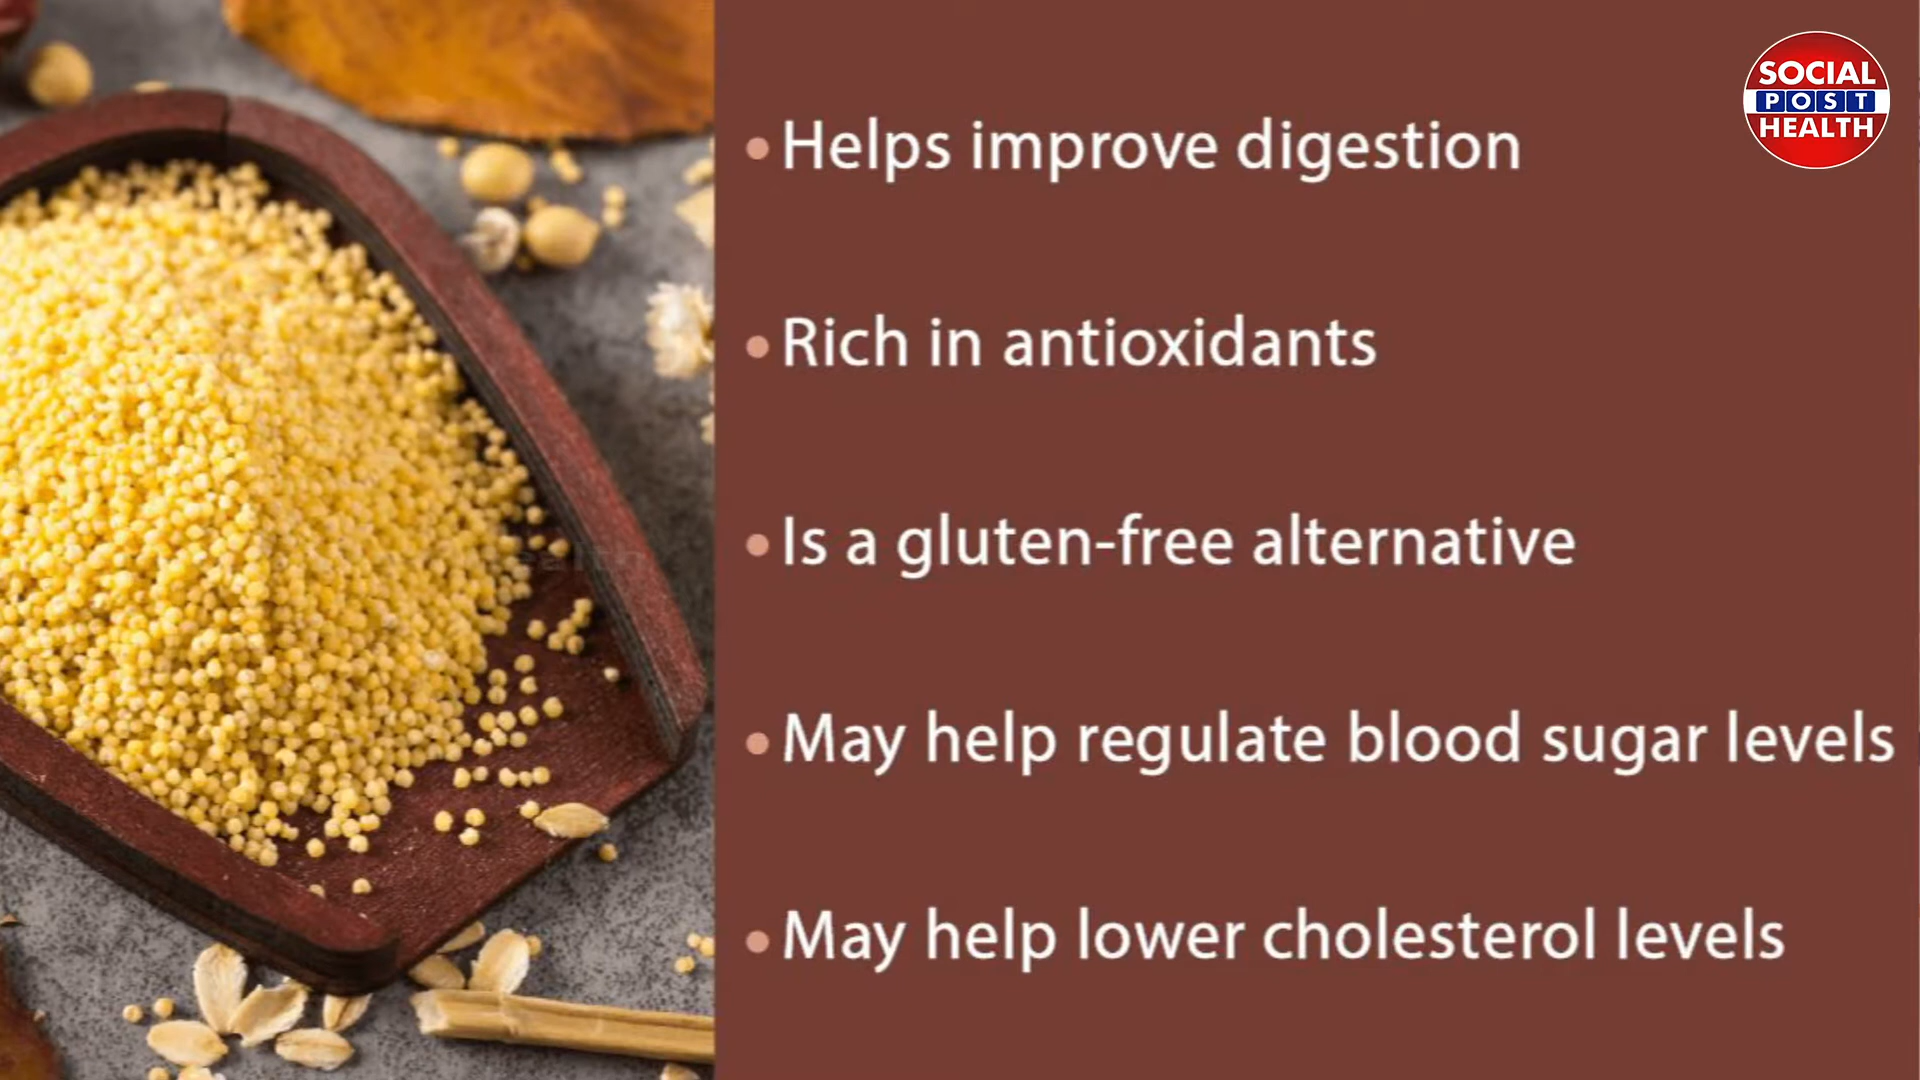 SOCIAL
POST
HEALTH
• Helps improve digestion
• Rich in antioxidants
• Is a gluten-free alternative
• May help regulate blood sugar levels
• May help lower cholesterol levels